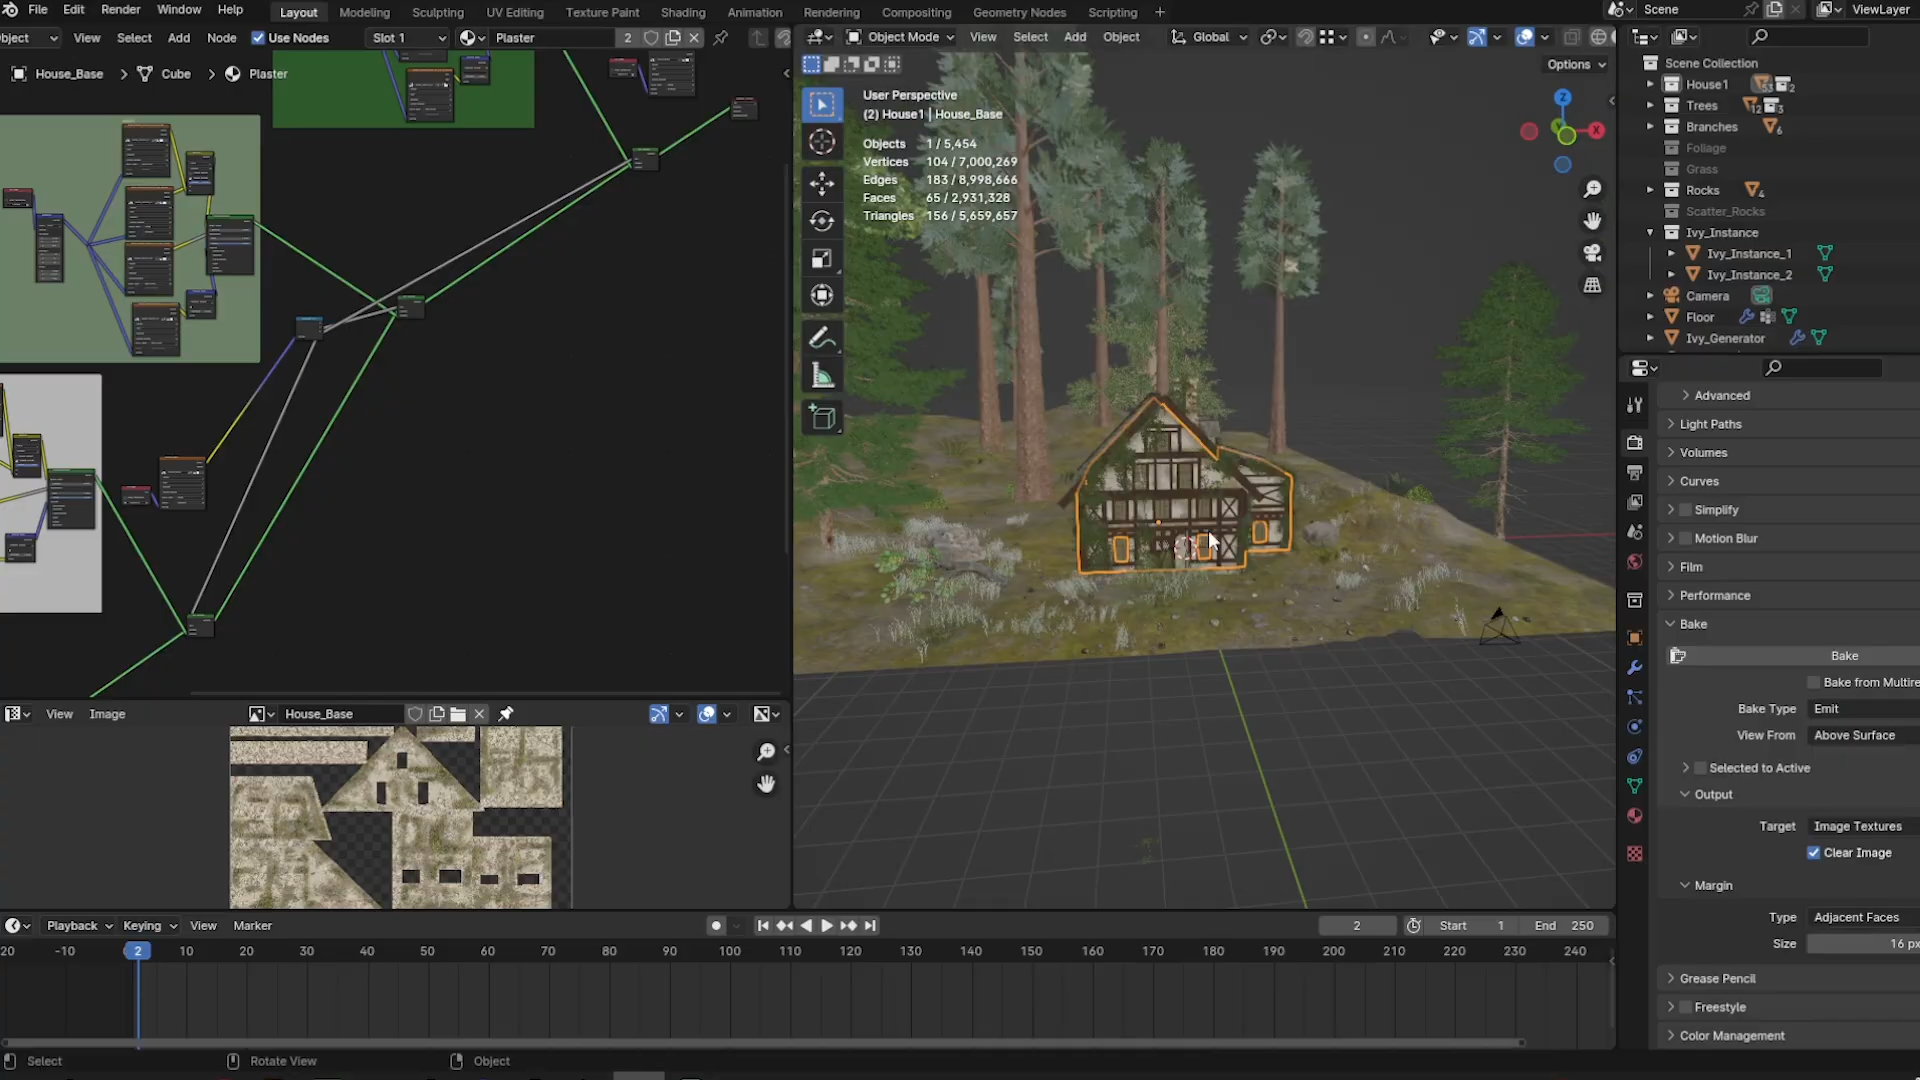 File Edit Render Window Help Layout Modeling Sculpting UV Editing Texture Paint Shading Animation Rendering Compositing Geometry Nodes Scripting + Scene ViewLayer
bject View Select Add Node Use Nodes Slot 1 Plaster 2
Object Mode View Select Add Object Global
House_Base > Cube > Plaster
Options
User Perspective
(2) House1 | House_Base
Objects 1 / 5,454
Vertices 104 / 7,000,269
Edges 183 / 8,998,666
Faces 65 / 2,931,328
Triangles 156 / 5,659,657
Z
X
Scene Collection
House1 53 2
Trees 12 3
Branches 6
Foliage
Grass
Rocks 4
Scatter_Rocks
Ivy_Instance
Ivy_Instance_1
Ivy_Instance_2
Camera
Floor
Ivy_Generator
Advanced
Light Paths
Volumes
Curves
Simplify
Motion Blur
Film
Performance
Bake
Bake
Bake from Multire
Bake Type Emit
View From Above Surface
Selected to Active
Output
Target Image Textures
Clear Image
Margin
Type Adjacent Faces
Size 16 px
Grease Pencil
Freestyle
Color Management
View Image House_Base
Playback Keying View Marker 2 Start 1 End 250
20 -10 2 10 20 30 40 50 60 70 80 90 100 110 120 130 140 150 160 170 180 190 200 210 220 230 240
Select Rotate View Object